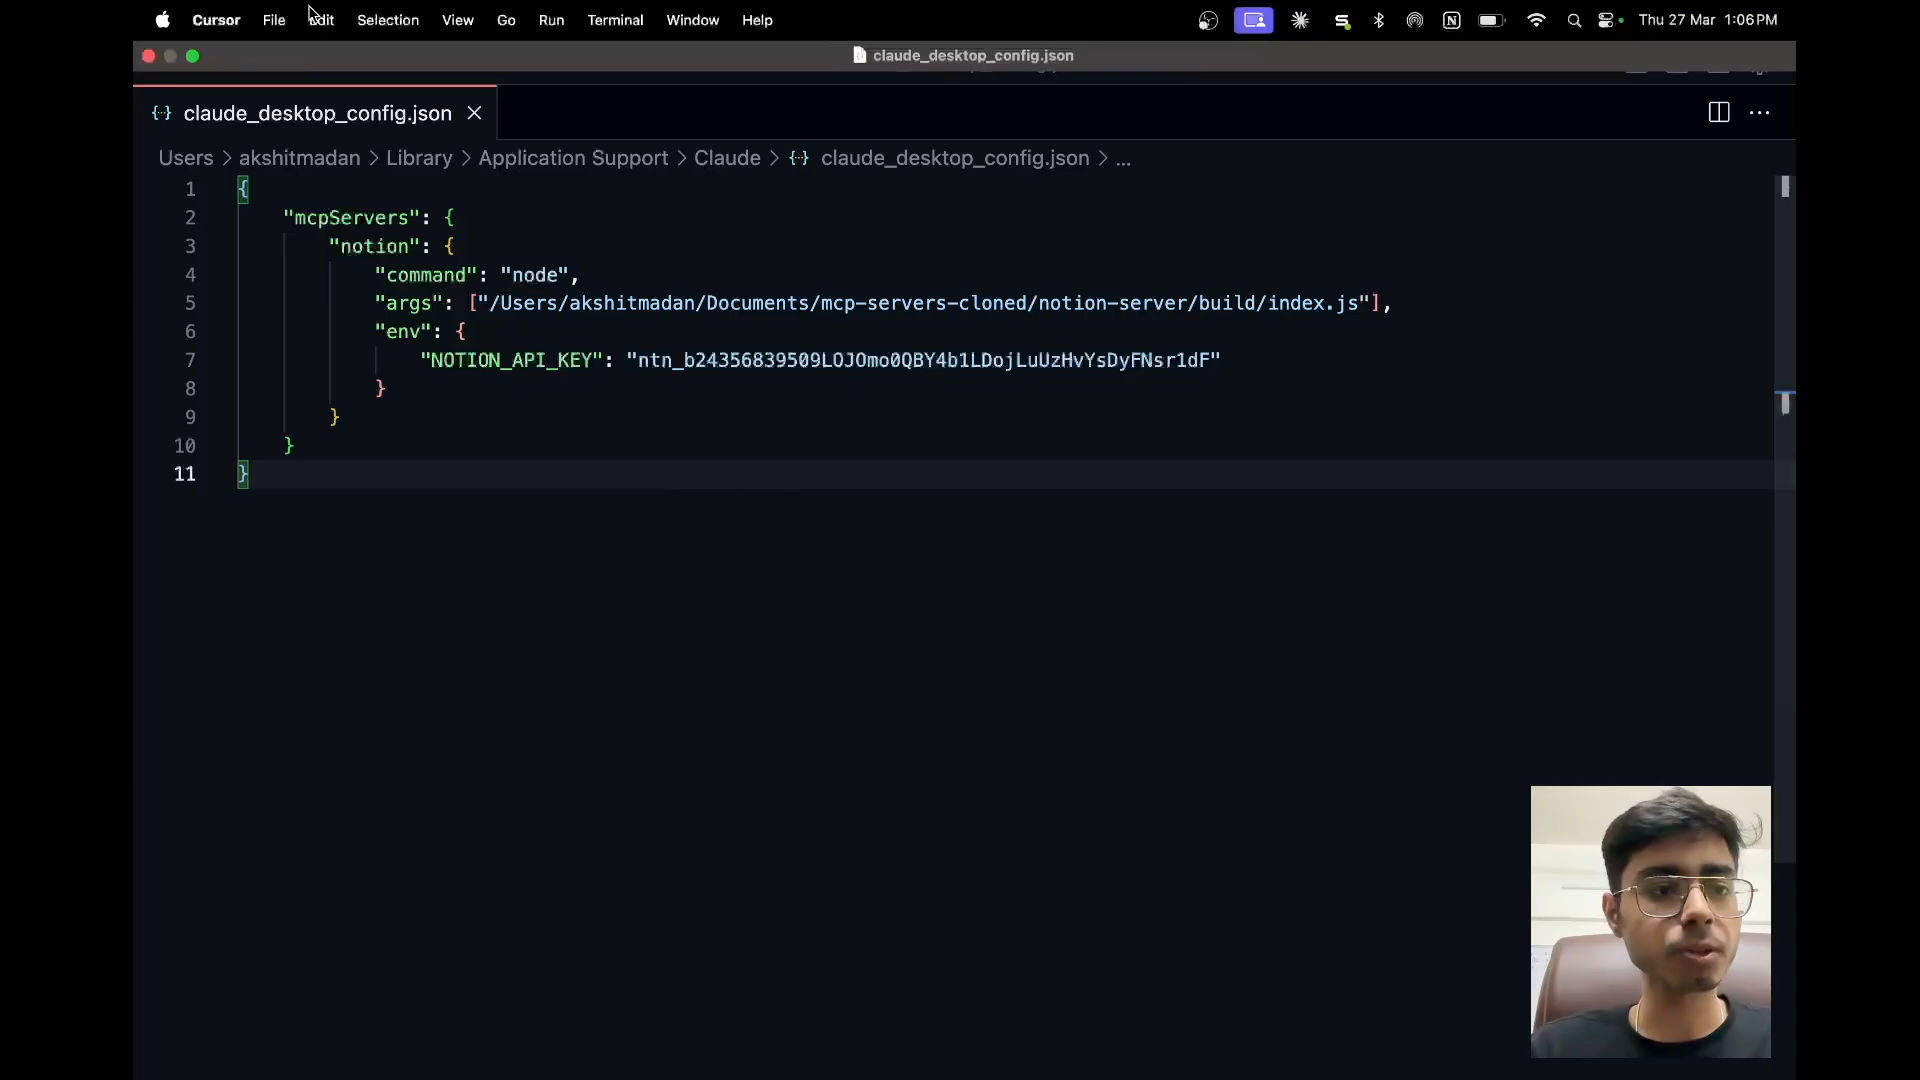 Cursor File Edit Selection View Go Run Terminal Window Help Thu 27 Mar 1:06 PM
claude_desktop_config.json
claude_desktop_config.json
Users > akshitmadan > Library > Application Support > Claude > claude_desktop_config.json > ...
1 {
2 "mcpServers": {
3 "notion": {
4 "command": "node",
5 "args": ["/Users/akshitmadan/Documents/mcp-servers-cloned/notion-server/build/index.js"],
6 "env": {
7 "NOTION_API_KEY": "ntn_b24356839509LOJOmo0QBY4b1LDojLuUzHvYsDyFNsr1dF"
8 }
9 }
10 }
11 }